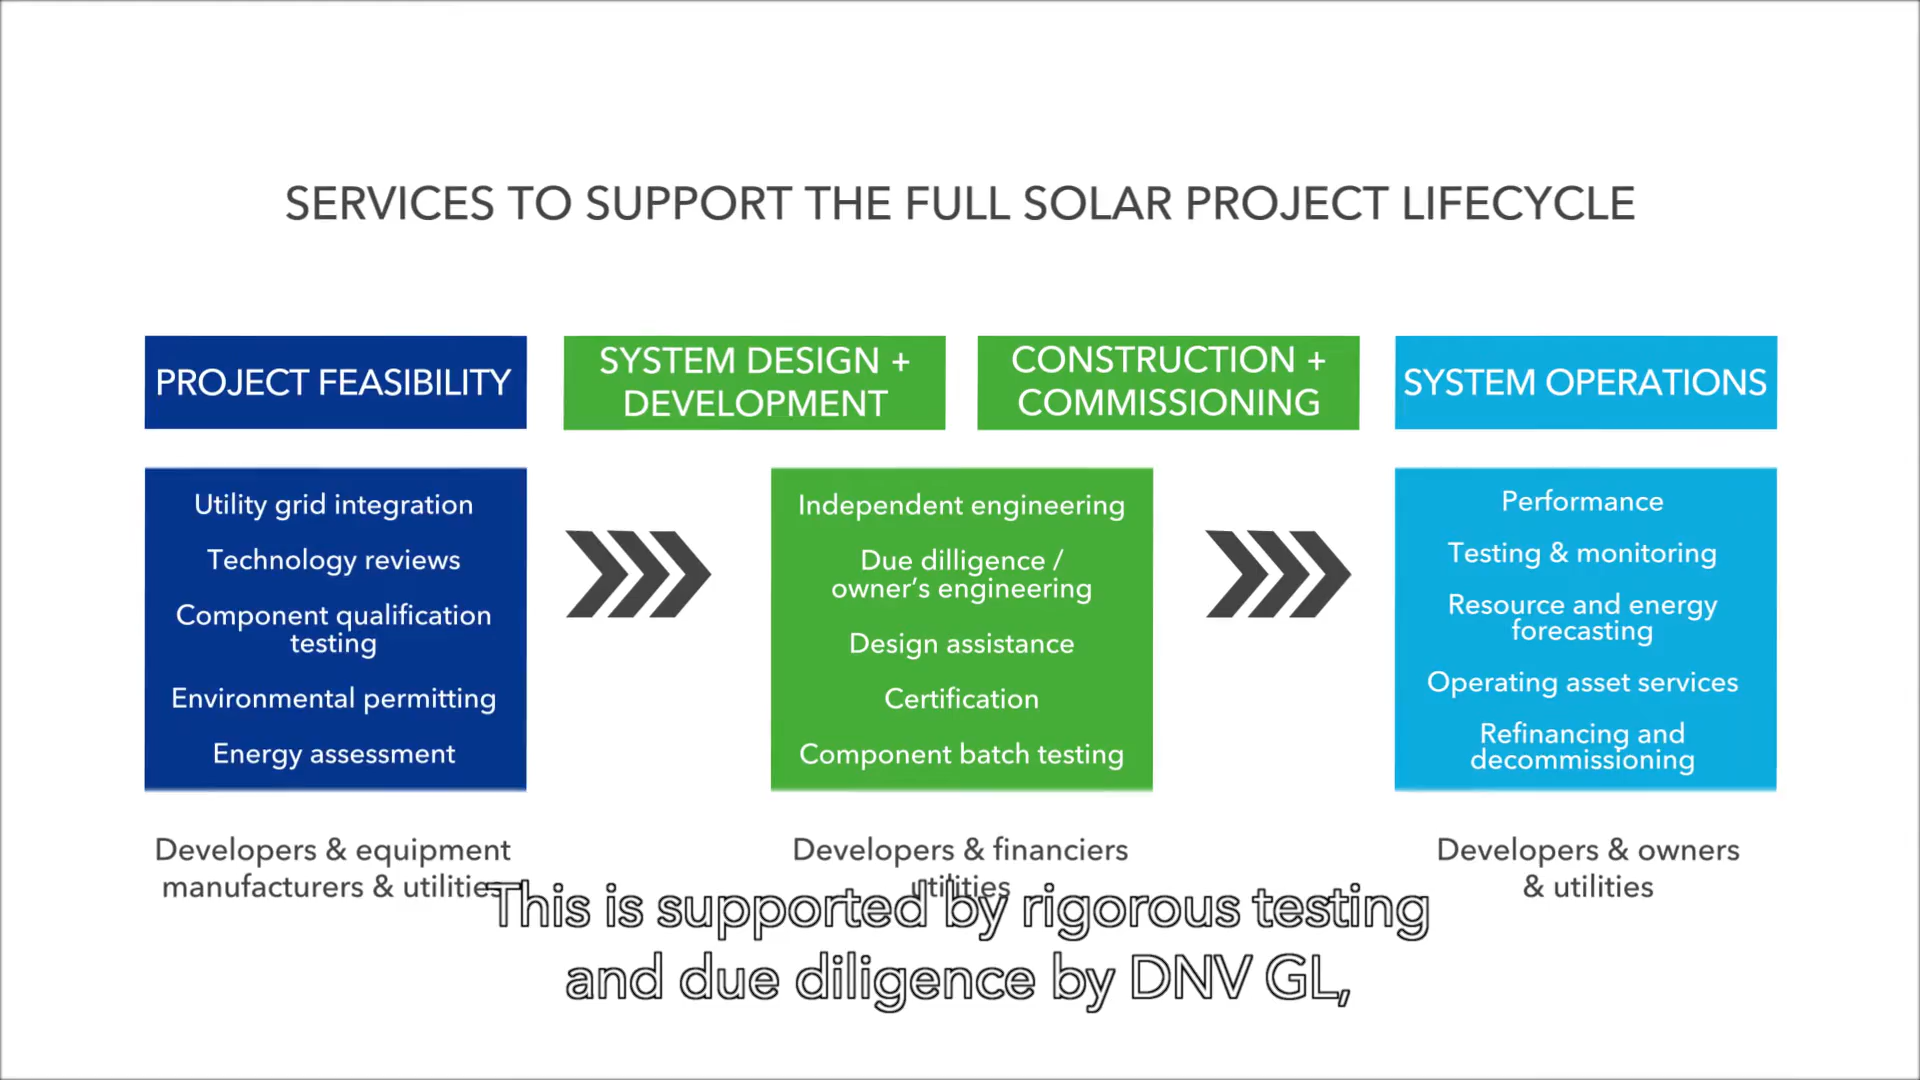 SERVICES TO SUPPORT THE FULL SOLAR PROJECT LIFECYCLE
PROJECT FEASIBILITY
SYSTEM DESIGN +
DEVELOPMENT
CONSTRUCTION +
COMMISSIONING
SYSTEM OPERATIONS
Utility grid integration
Technology reviews
Component qualification
testing
Environmental permitting
Energy assessment
Independent engineering
Due dilligence /
owner's engineering
Design assistance
Certification
Component batch testing
Performance
Testing & monitoring
Resource and energy
forecasting
Operating asset services
Refinancing and
decommissioning
Developers & equipment
manufacturers & utilities
Developers & financiers
utilities
Developers & owners
& utilities
This is supported by rigorous testing
and due diligence by DNV GL,